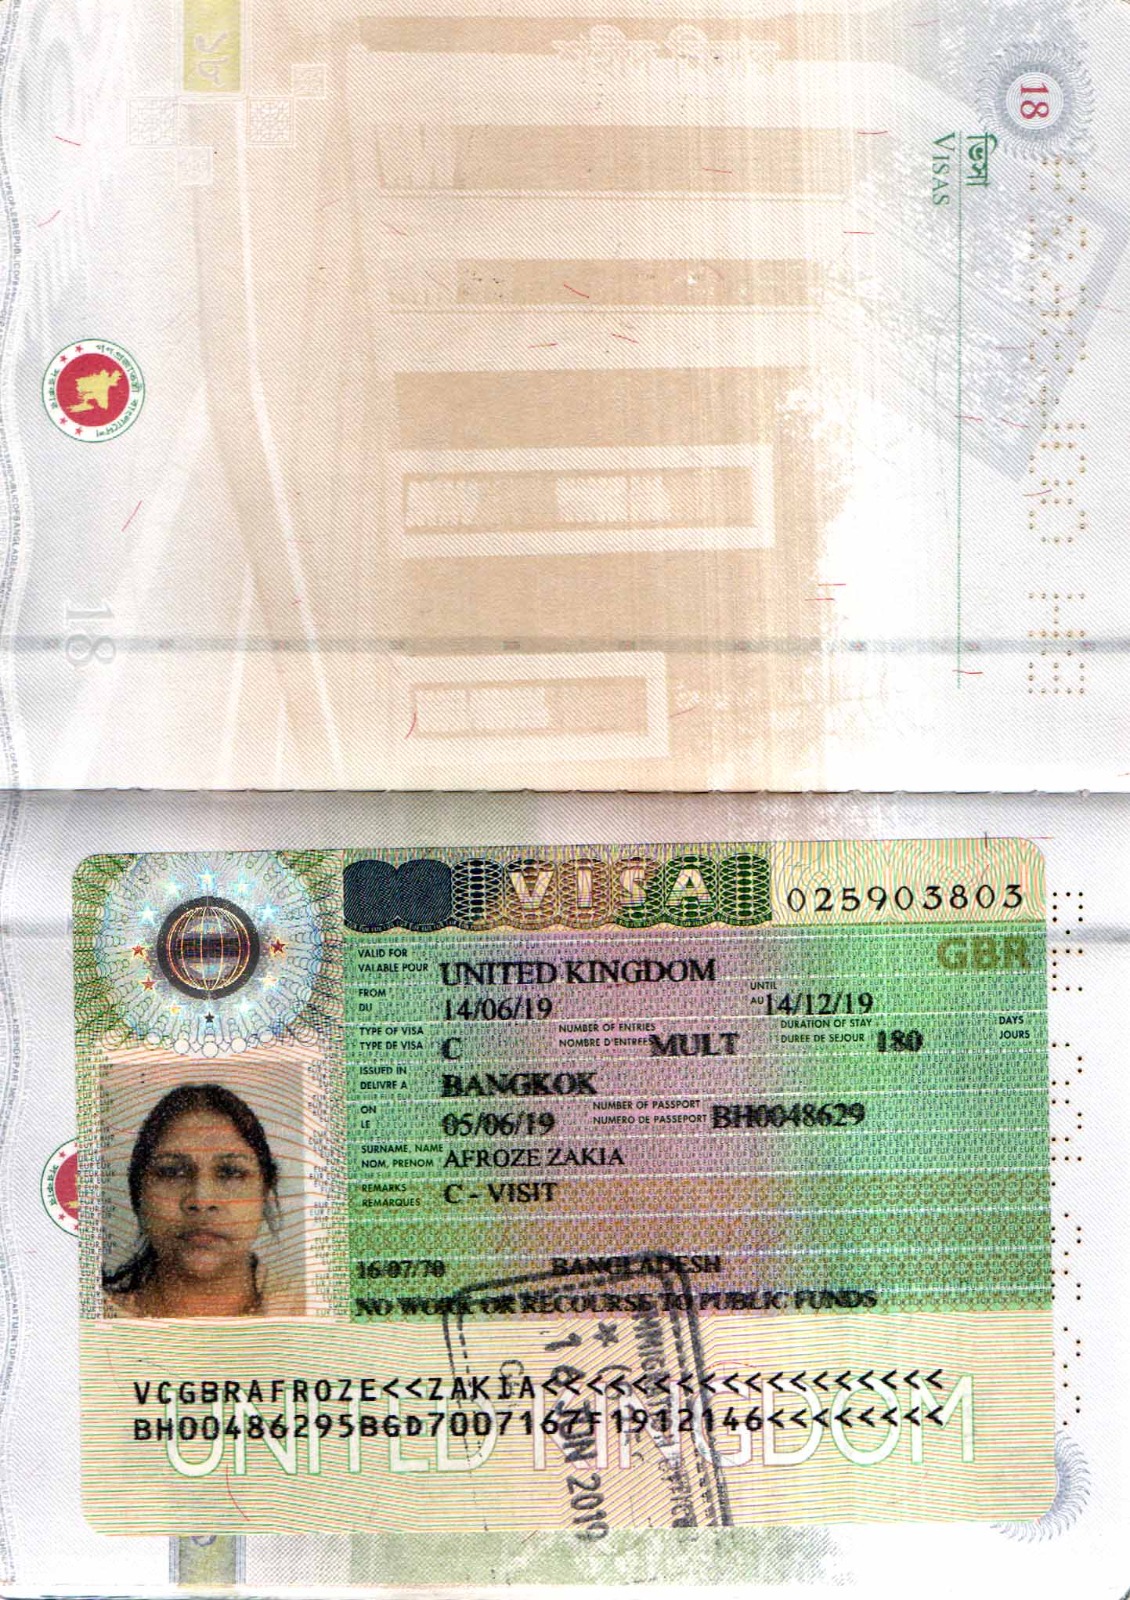 18
ভিসা
VISAS
18
VISA
025903803
GBR
VALID FOR
VALABLE POUR UNITED KINGDOM
FROM
DU 14/06/19
UNTIL
AU 14/12/19
TYPE OF VISA
TYPE DE VISA C
NUMBER OF ENTRIES
NOMBRE D'ENTREES MULT
DURATION OF STAY
DUREE DE SEJOUR 180
DAYS
JOURS
ISSUED IN
DELIVRE A BANGKOK
ON
LE 05/06/19
NUMBER OF PASSPORT
NUMERO DE PASSEPORT BH0048629
SURNAME, NAME
NOM, PRENOM AFROZE ZAKIA
REMARKS
REMARQUES C - VISIT
16/07/70 BANGLADESH
NO WORK OR RECOURSE TO PUBLIC FUNDS
VCGBRAFROZE<<ZAKIA<<<<<<<<<<<<<<<<<<
BH00486295BGD7007167F1912146<<<<<<<<
UNITED KINGDOM
IMMIGRATION OFFICER
JUN 2019